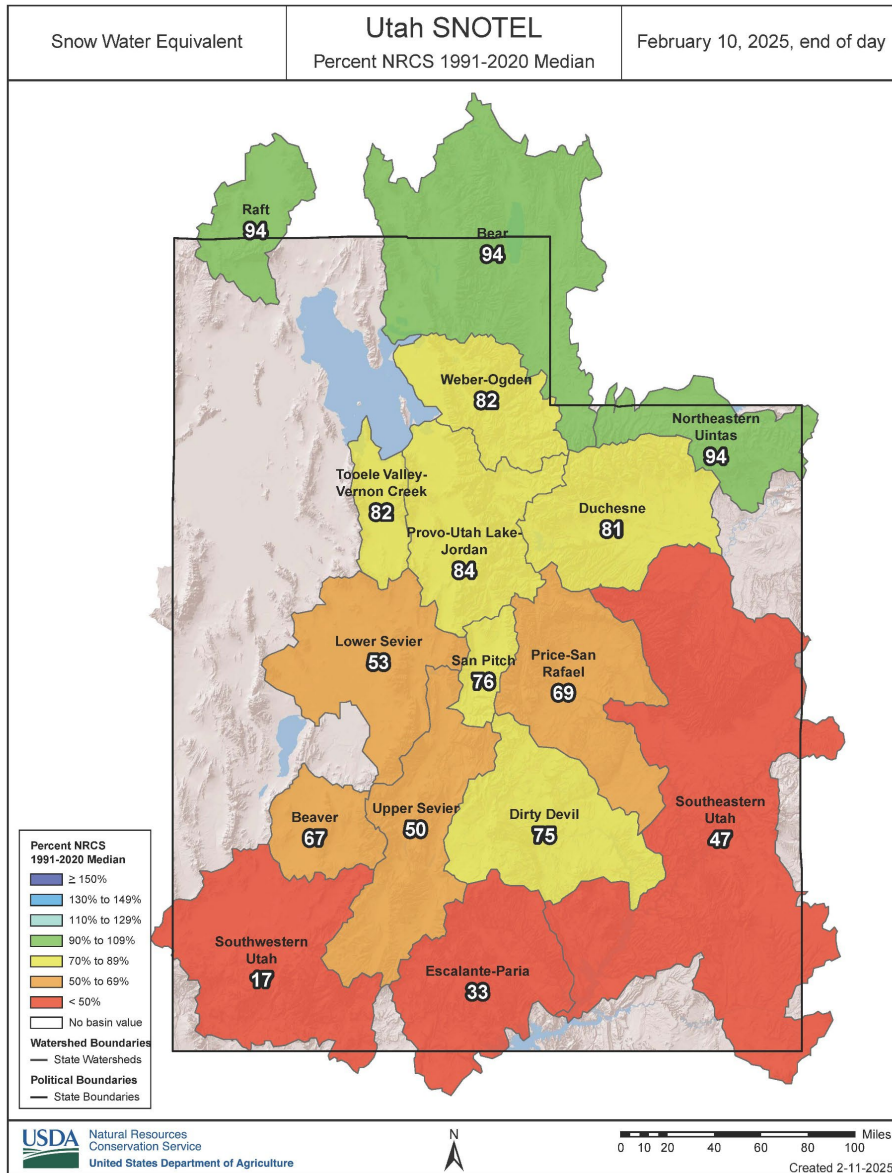 Snow Water Equivalent
Utah SNOTEL
Percent NRCS 1991-2020 Median
February 10, 2025, end of day
Raft
94
Bear
94
Weber-Ogden
82
Northeastern
Uintas
94
Tooele Valley-
Vernon Creek
82
Provo-Utah Lake-
Jordan
84
Duchesne
81
Lower Sevier
53
San Pitch
76
Price-San
Rafael
69
Beaver
67
Upper Sevier
50
Dirty Devil
75
Southeastern
Utah
47
Southwestern
Utah
17
Escalante-Paria
33
Percent NRCS
1991-2020 Median
≥ 150%
130% to 149%
110% to 129%
90% to 109%
70% to 89%
50% to 69%
< 50%
No basin value
Watershed Boundaries
State Watersheds
Political Boundaries
State Boundaries
USDA
Natural Resources
Conservation Service
United States Department of Agriculture
N
0 10 20 40 60 80 100 Miles
Created 2-11-2025